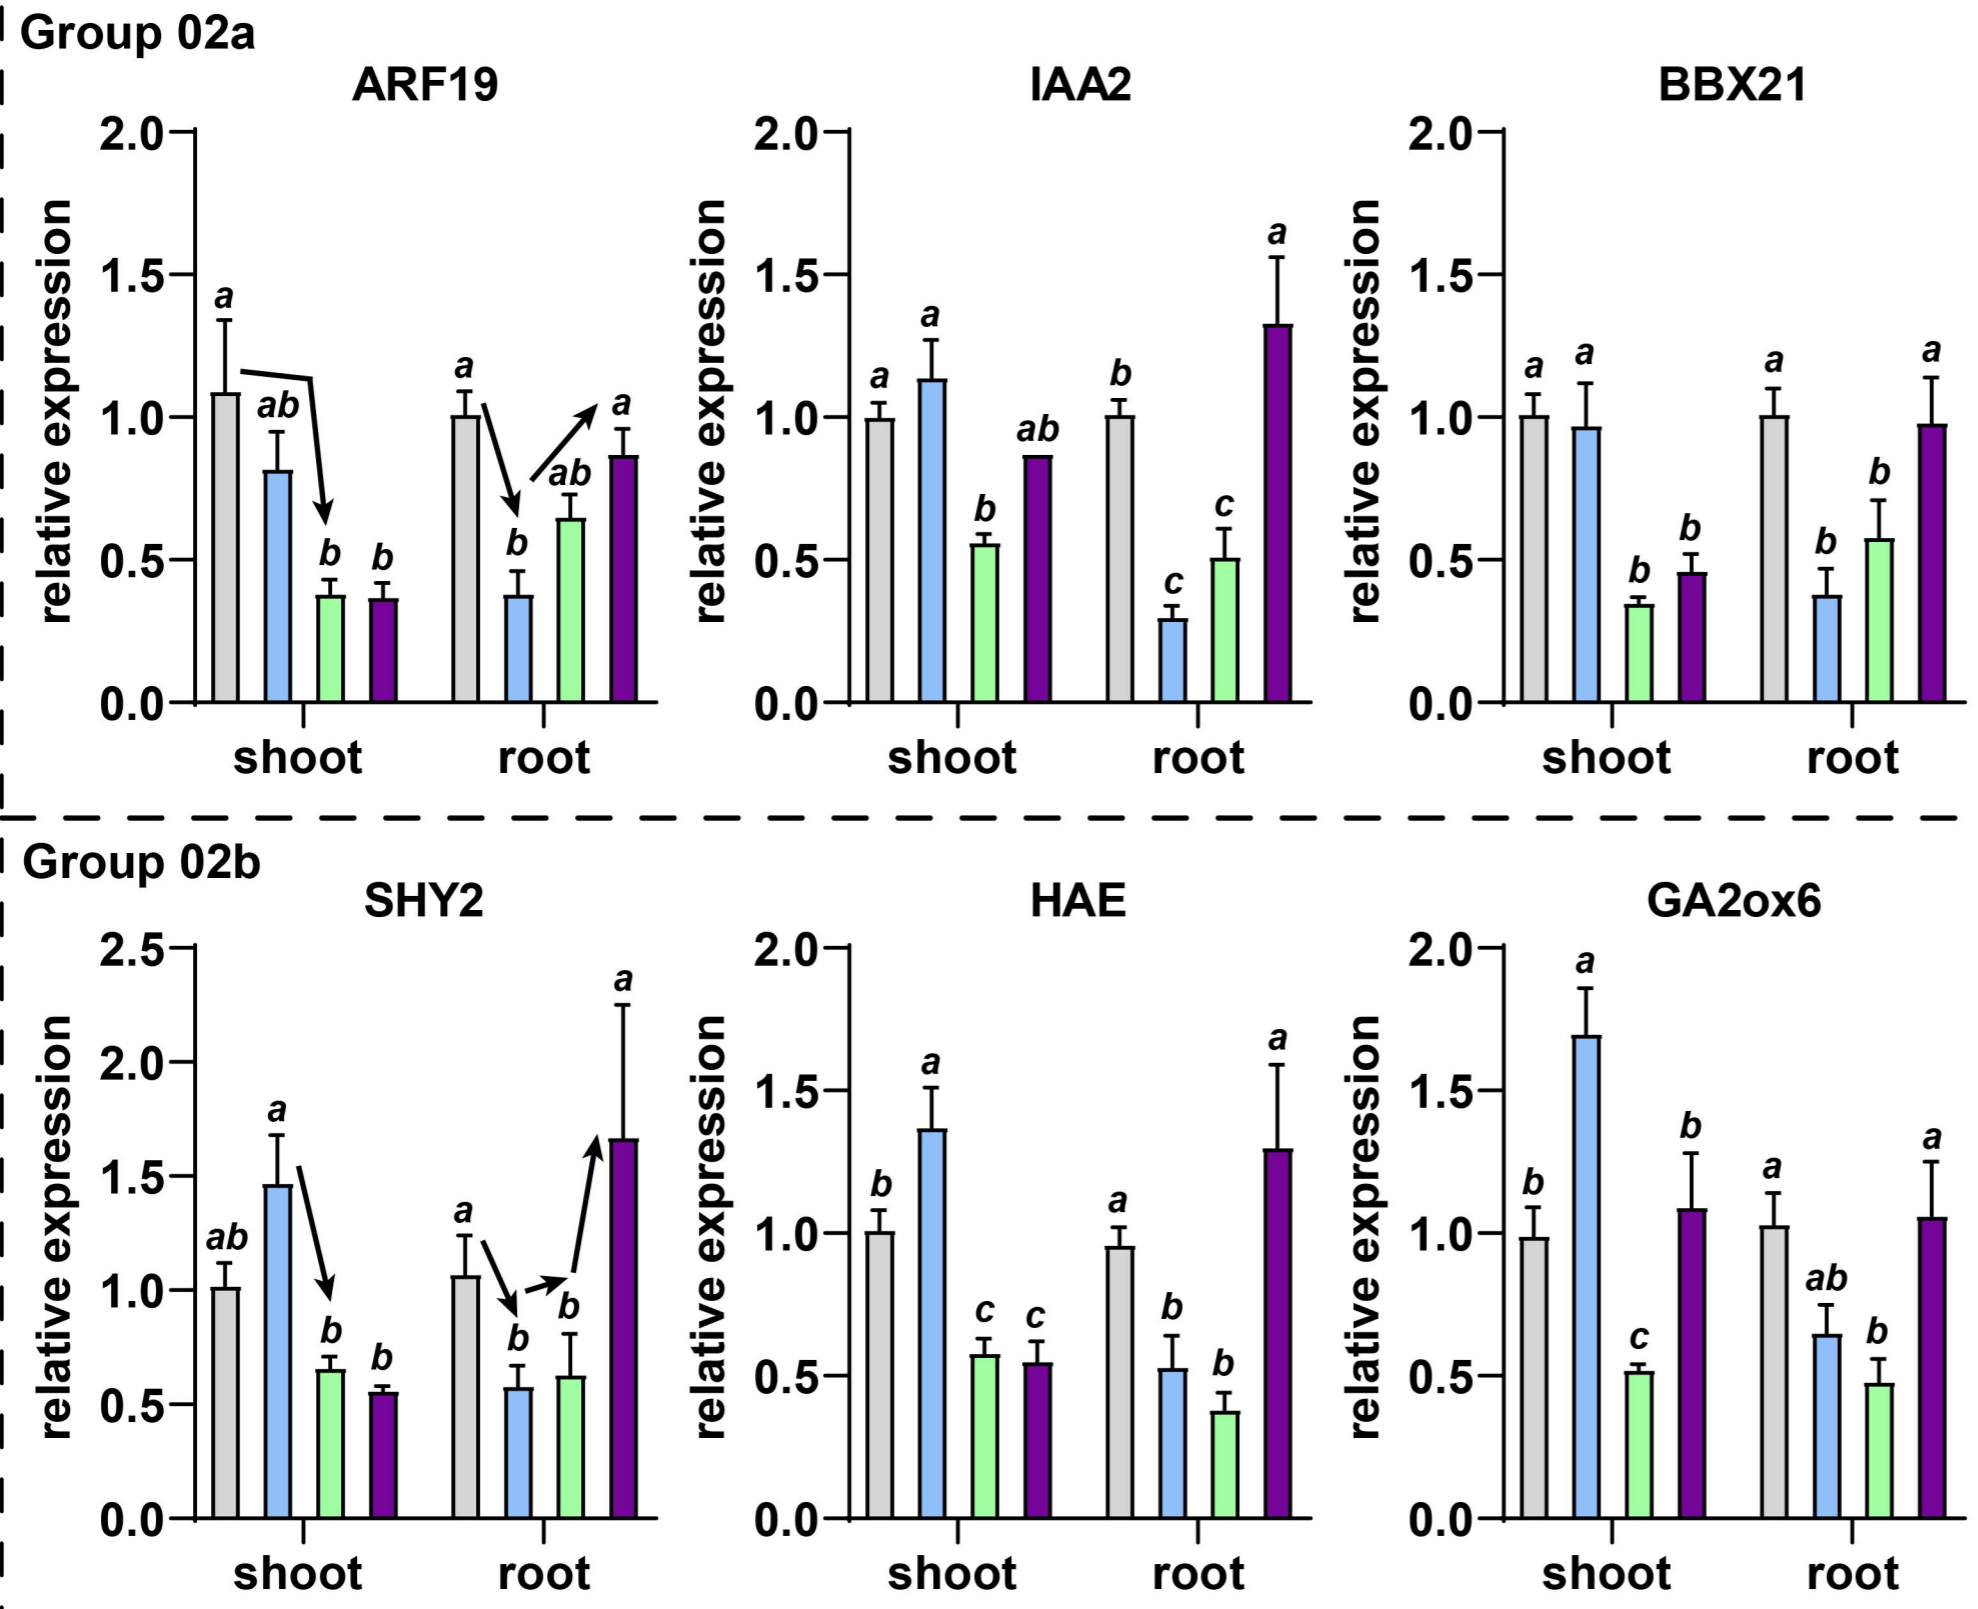 Group 02a
ARF19
IAA2
BBX21
relative expression
2.0
1.5
1.0
0.5
0.0
a
ab
b
b
a
b
ab
a
shoot
root
relative expression
2.0
1.5
1.0
0.5
0.0
a
a
b
ab
b
c
c
a
shoot
root
relative expression
2.0
1.5
1.0
0.5
0.0
a
a
b
b
a
b
b
a
shoot
root
Group 02b
SHY2
HAE
GA2ox6
relative expression
2.5
2.0
1.5
1.0
0.5
0.0
ab
a
b
b
a
b
b
a
shoot
root
relative expression
2.0
1.5
1.0
0.5
0.0
b
a
c
c
a
b
b
a
shoot
root
relative expression
2.0
1.5
1.0
0.5
0.0
b
a
c
b
a
ab
b
a
shoot
root